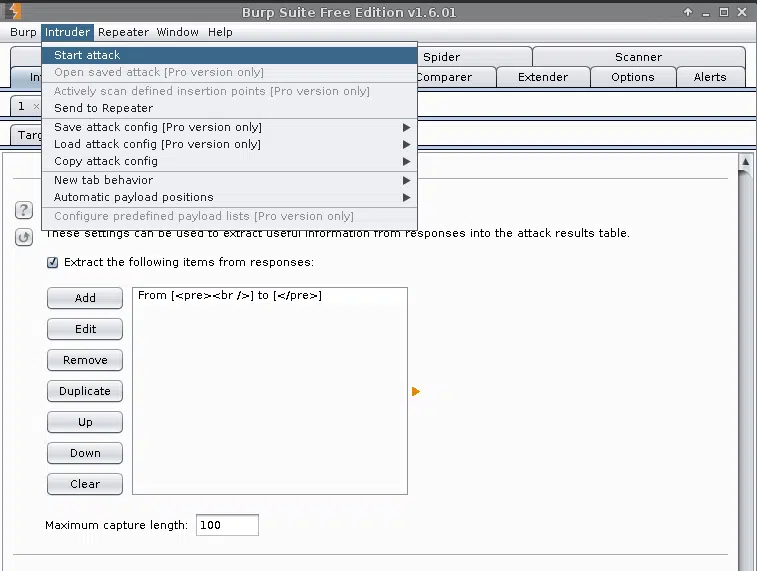 Burp Suite Free Edition v1.6.01
Burp Intruder Repeater Window Help
Start attack
Open saved attack [Pro version only]
Actively scan defined insertion points [Pro version only]
Send to Repeater
Save attack config [Pro version only]
Load attack config [Pro version only]
Copy attack config
New tab behavior
Automatic payload positions
Configure predefined payload lists [Pro version only]
Spider Scanner
Comparer Extender Options Alerts
1 ×
Targ
?
These settings can be used to extract useful information from responses into the attack results table.
Extract the following items from responses:
Add
Edit
Remove
Duplicate
Up
Down
Clear
From [<pre><br />] to [</pre>]
Maximum capture length: 100